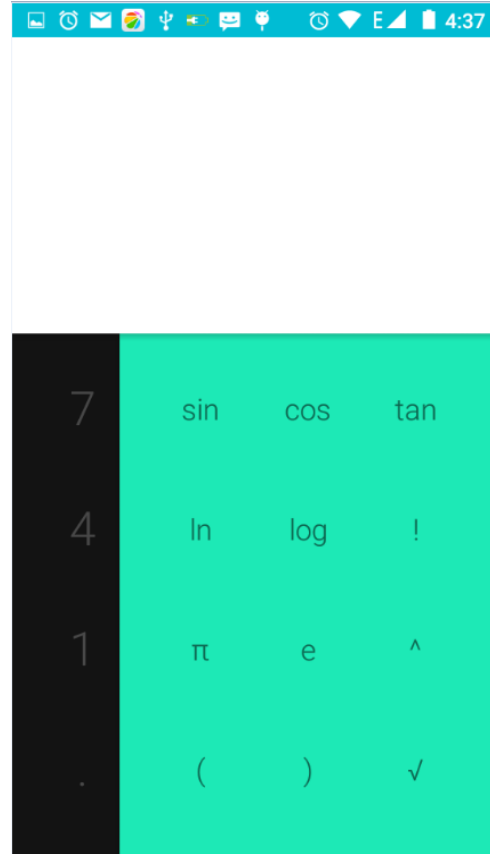 E 4:37
7 sin cos tan
4 ln log !
1 π e ^
. ( ) √